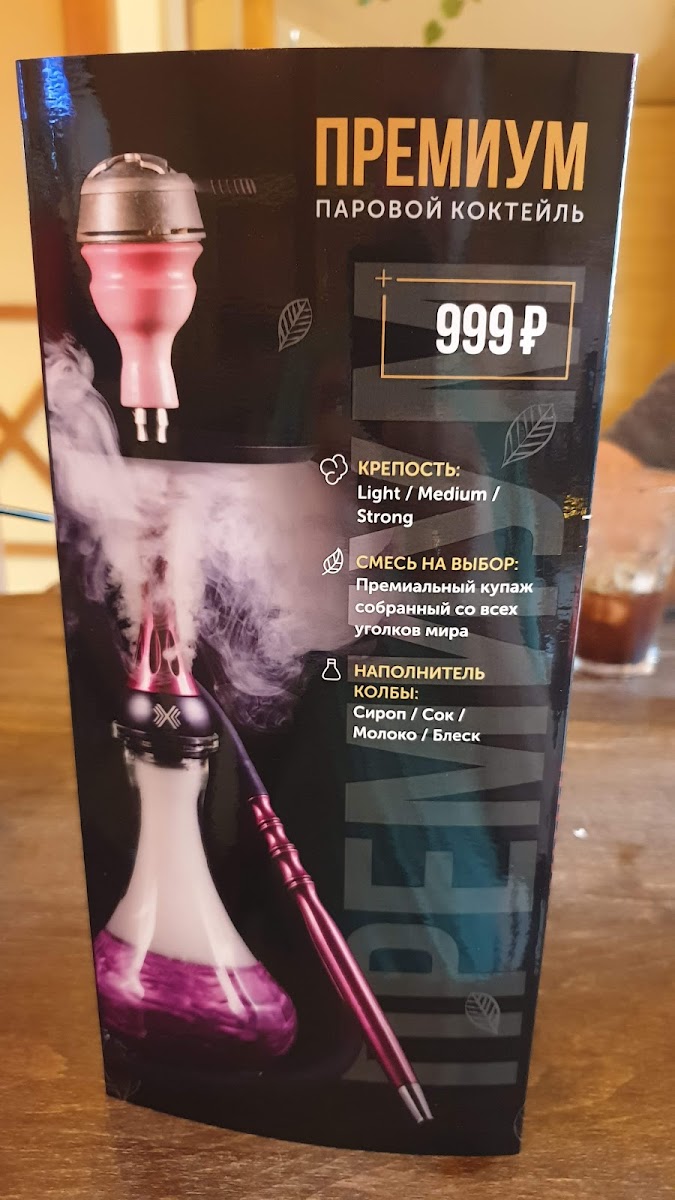 ПРЕМИУМ
ПАРОВОЙ КОКТЕЙЛЬ
999 ₽
КРЕПОСТЬ:
Light / Medium /
Strong
СМЕСЬ НА ВЫБОР:
Премиальный купаж
собранный со всех
уголков мира
НАПОЛНИТЕЛЬ
КОЛБЫ:
Сироп / Сок /
Молоко / Блеск
ПРЕМИУМ